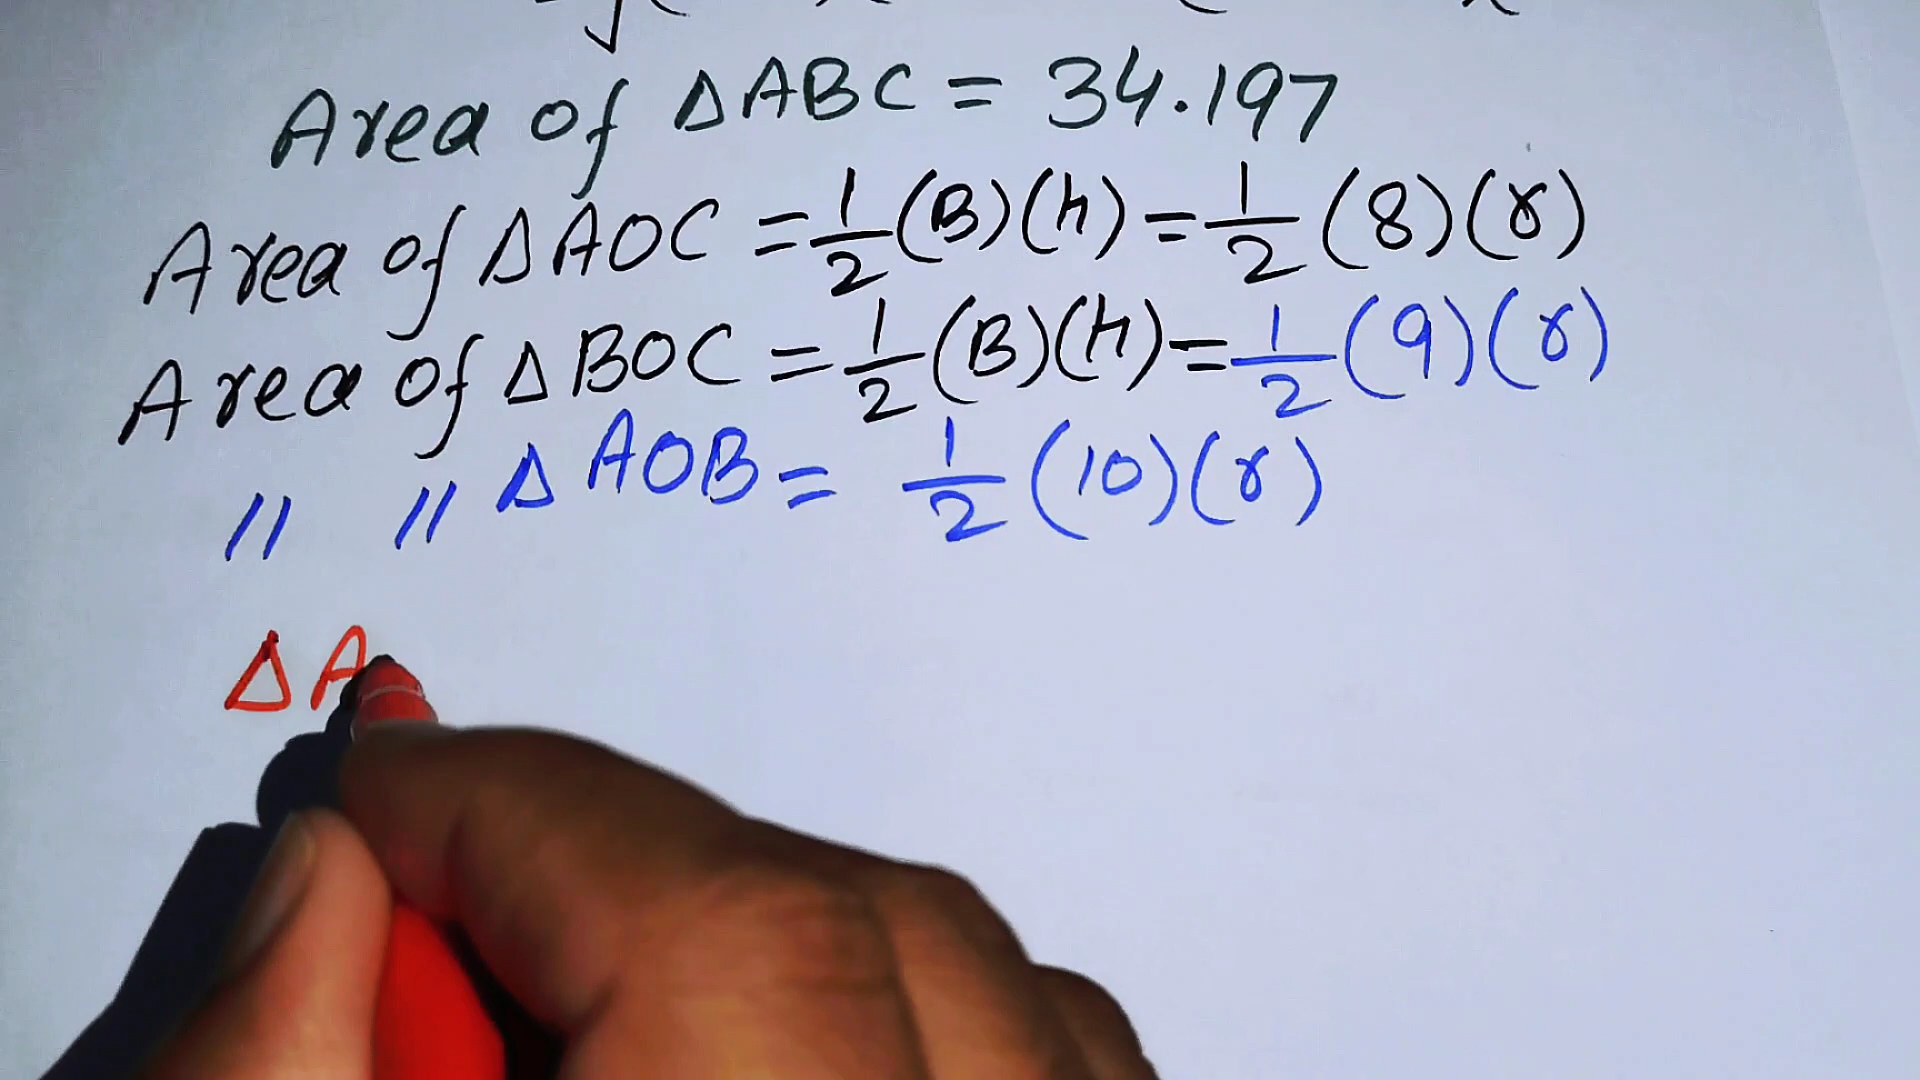 Area of ΔABC = 34.197
Area of ΔAOC = 1/2 (B)(h) = 1/2 (8)(r)
Area of ΔBOC = 1/2 (B)(h) = 1/2 (9)(r)
" " ΔAOB = 1/2 (10)(r)
ΔA